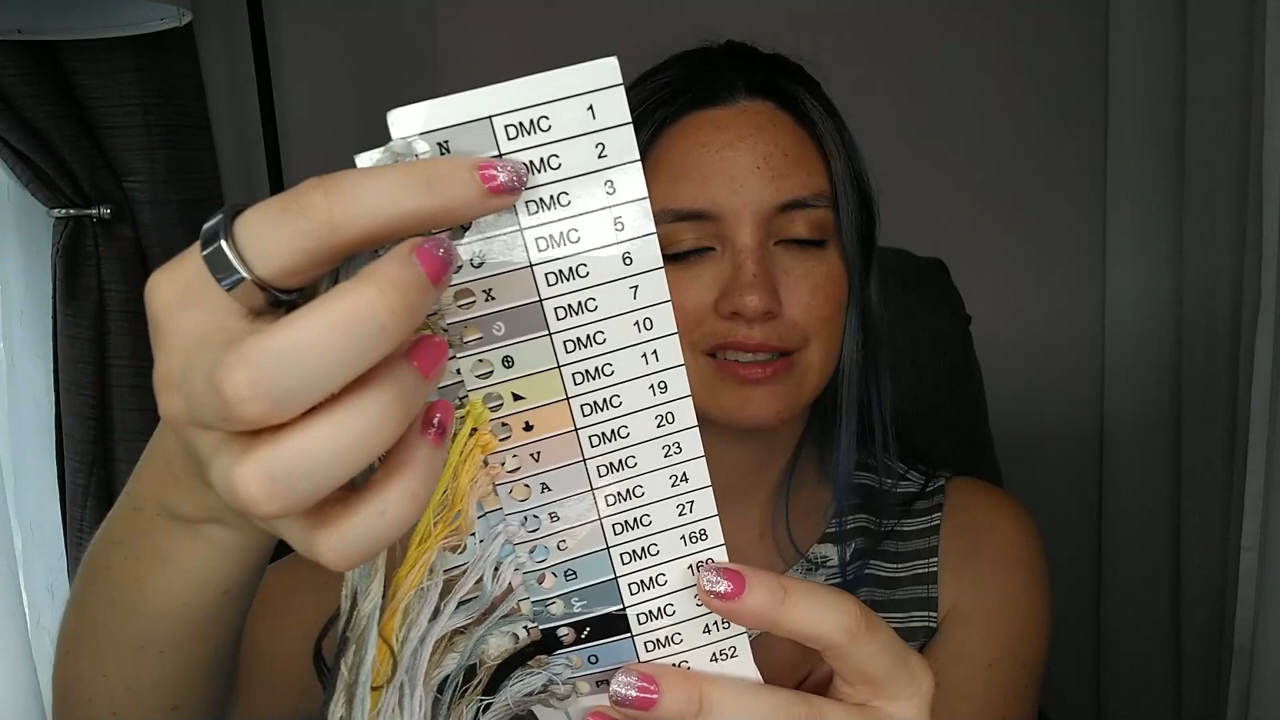 N DMC 1
DMC 2
DMC 3
DMC 5
X DMC 6
DMC 7
DMC 10
DMC 11
DMC 19
V DMC 20
A DMC 23
B DMC 24
C DMC 27
DMC 168
DMC
DMC
DMC 415
452